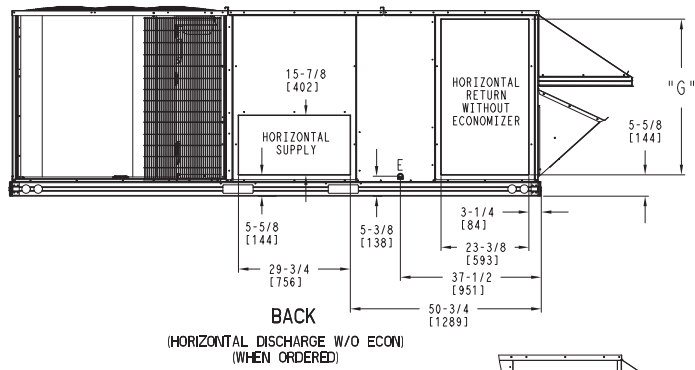 15-7/8
[402]
HORIZONTAL
SUPPLY
HORIZONTAL
RETURN
WITHOUT
ECONOMIZER
"G"
5-5/8
[144]
E
5-5/8
[144]
5-3/8
[138]
3-1/4
[84]
23-3/8
[593]
29-3/4
[756]
37-1/2
[951]
50-3/4
[1289]
BACK
(HORIZONTAL DISCHARGE W/O ECON)
(WHEN ORDERED)